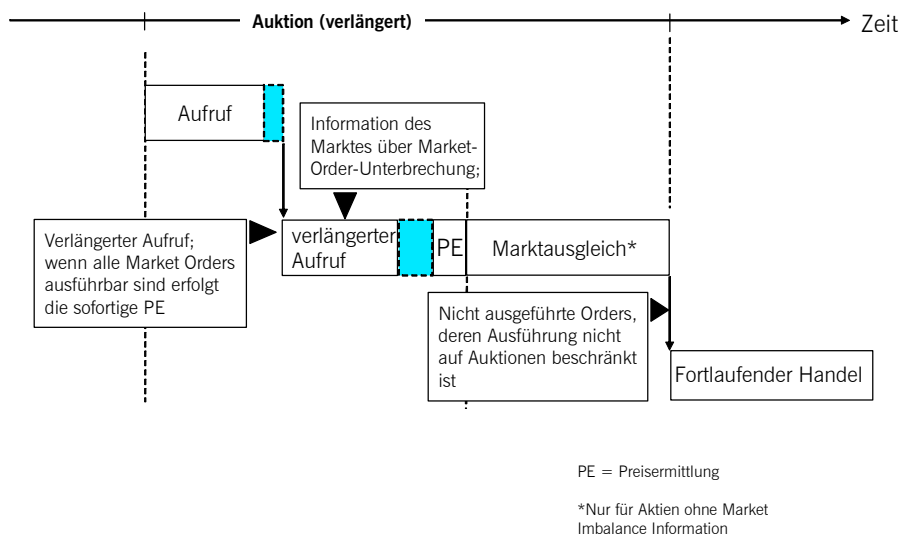 Auktion (verlängert)
Zeit
Aufruf
Information des
Marktes über Market-
Order-Unterbrechung;
Verlängerter Aufruf;
wenn alle Market Orders
ausführbar sind erfolgt
die sofortige PE
verlängerter
Aufruf
PE
Marktausgleich*
Nicht ausgeführte Orders,
deren Ausführung nicht
auf Auktionen beschränkt
ist
Fortlaufender Handel
PE = Preisermittlung
*Nur für Aktien ohne Market
Imbalance Information